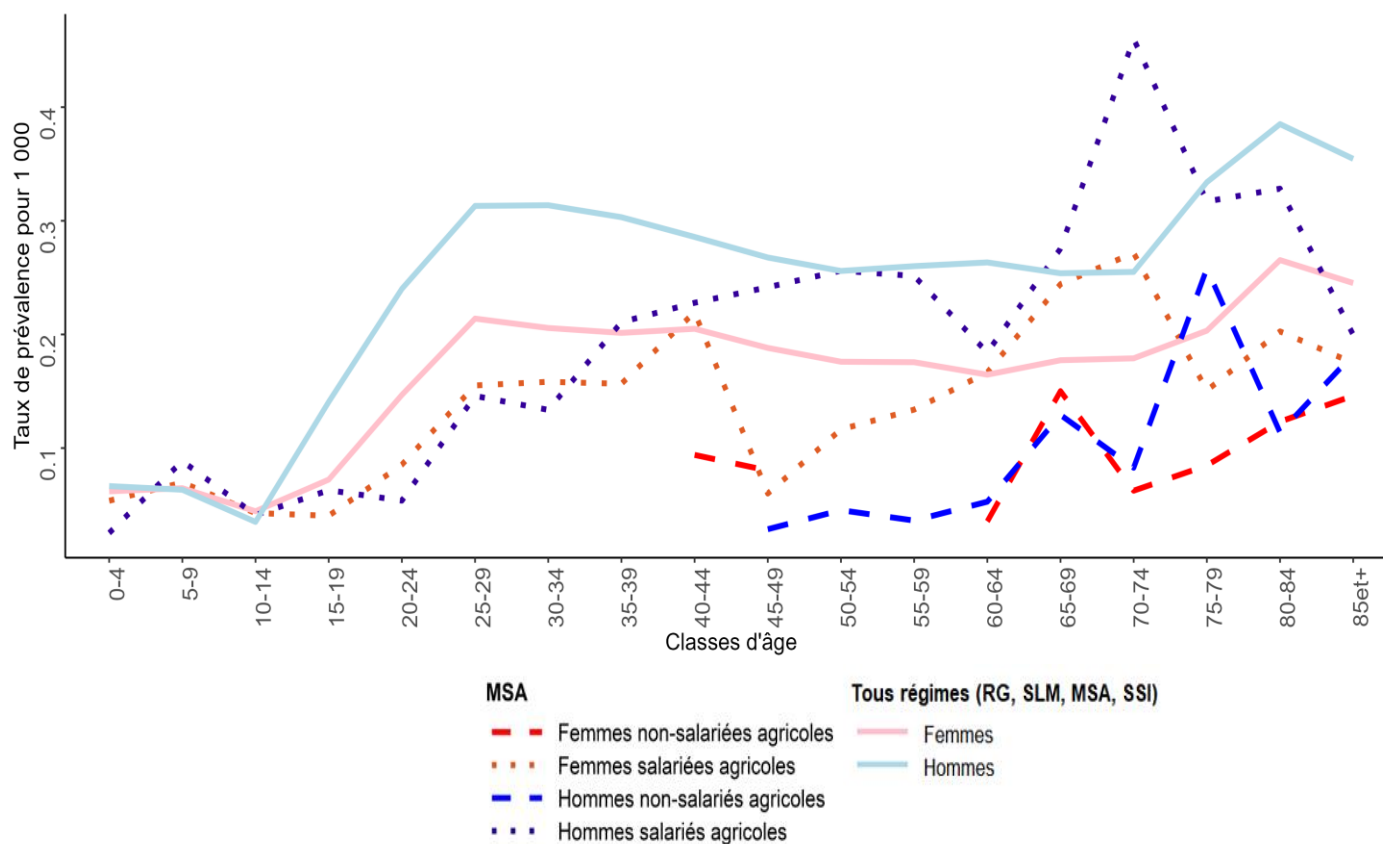 Taux de prévalence pour 1 000
0.4
0.3
0.2
0.1
0-4
5-9
10-14
15-19
20-24
25-29
30-34
35-39
40-44
45-49
50-54
55-59
60-64
65-69
70-74
75-79
80-84
85et+
Classes d'âge
MSA
Femmes non-salariées agricoles
Femmes salariées agricoles
Hommes non-salariés agricoles
Hommes salariés agricoles
Tous régimes (RG, SLM, MSA, SSI)
Femmes
Hommes